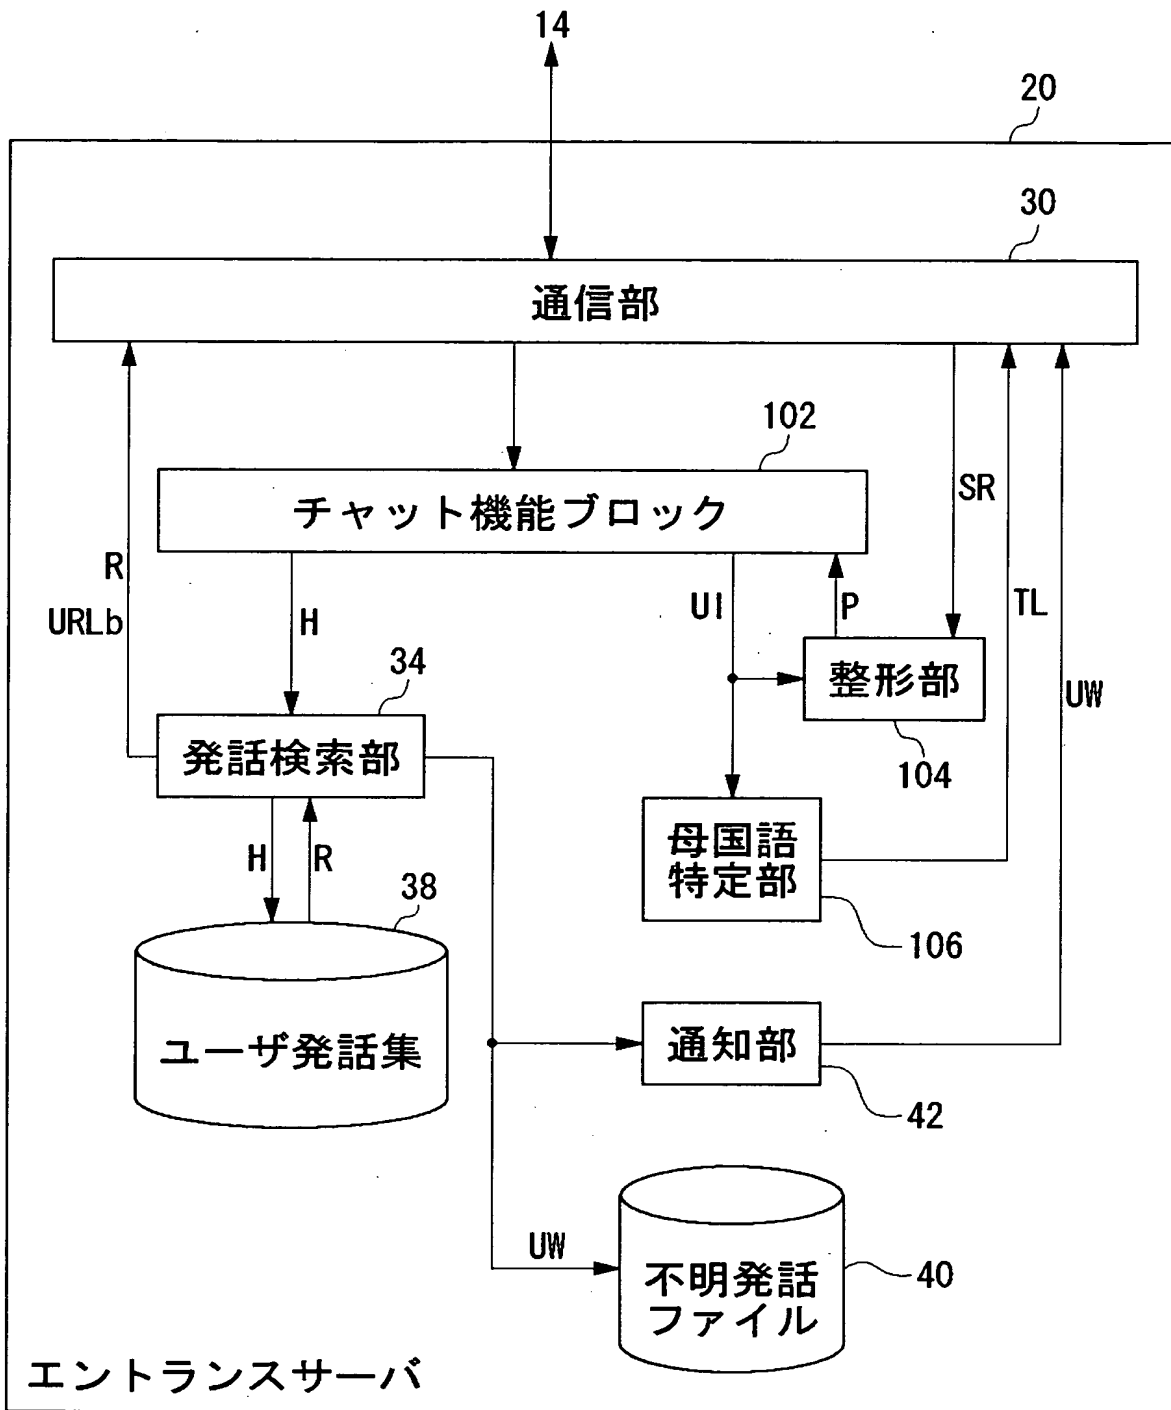 14
20
30
通信部
102
チャット機能ブロック
SR
R
URLb
H
UI
P
TL
34
整形部
UW
発話検索部
104
母国語
特定部
H
R
38
106
ユーザ発話集
通知部
42
UW
不明発話
ファイル
40
エントランスサーバ